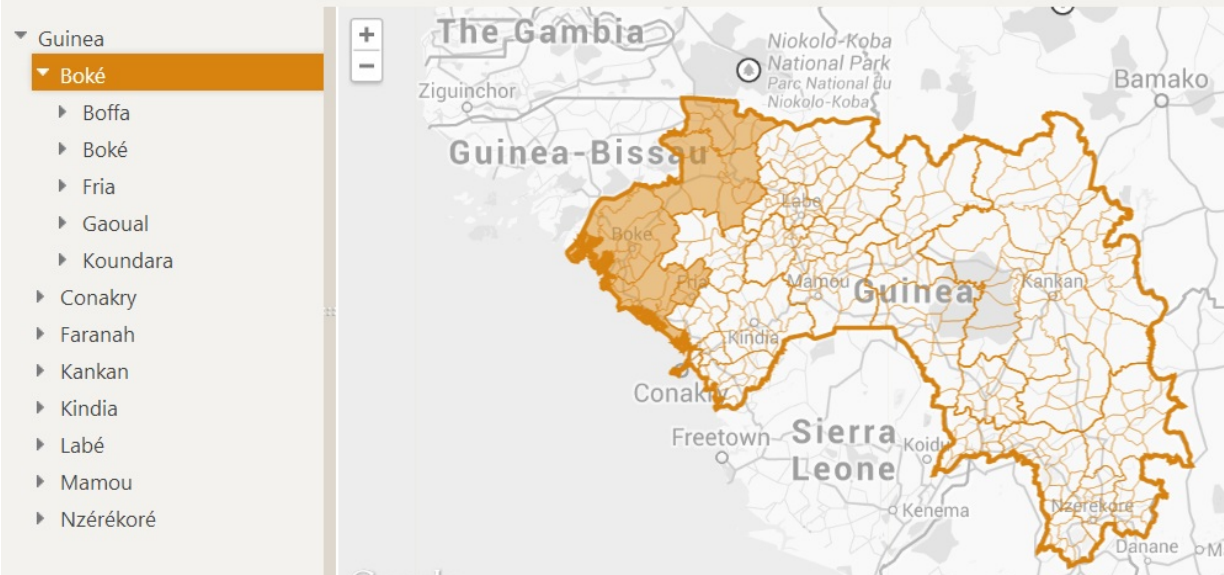 Guinea
Boké
Boffa
Boké
Fria
Gaoual
Koundara
Conakry
Faranah
Kankan
Kindia
Labé
Mamou
Nzérékoré
+
−
The Gambia
Niokolo-Koba
National Park
Parc National du
Niokolo-Koba
Ziguinchor
Bamako
Guinea-Bissau
Labe
Boke
Fria
Mamou
Guinea
Kankan
Kindia
Conakry
Freetown
Sierra
Leone
Koidu
Kenema
Nzerekore
Danane